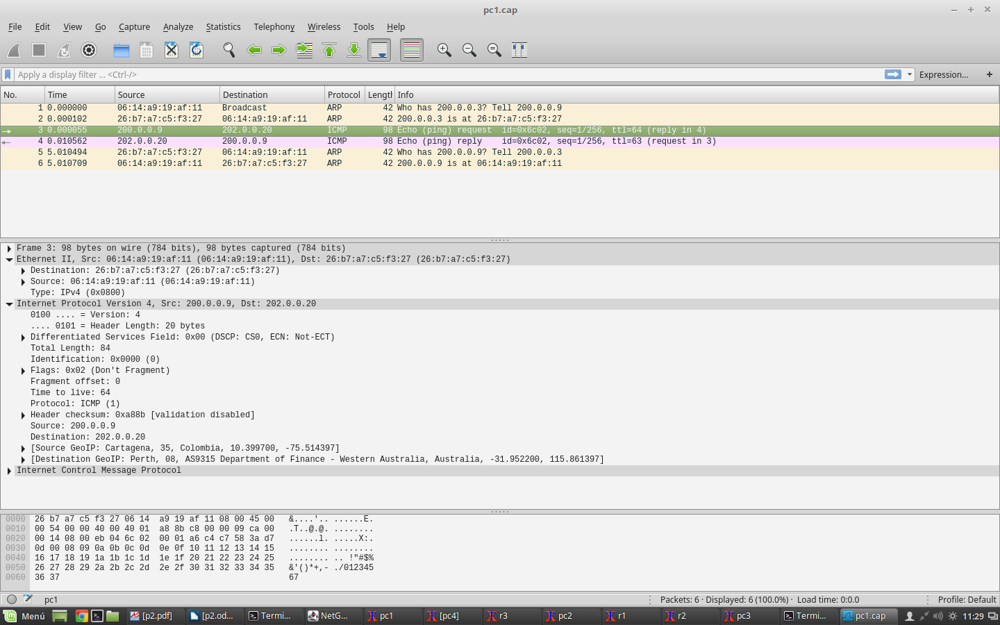 pc1.cap
File Edit View Go Capture Analyze Statistics Telephony Wireless Tools Help
Apply a display filter ... <Ctrl-/> Expression... +
No. Time Source Destination Protocol Length Info
1 0.000000 06:14:a9:19:af:11 Broadcast ARP 42 Who has 200.0.0.3? Tell 200.0.0.9
2 0.000102 26:b7:a7:c5:f3:27 06:14:a9:19:af:11 ARP 42 200.0.0.3 is at 26:b7:a7:c5:f3:27
3 0.000055 200.0.0.9 202.0.0.20 ICMP 98 Echo (ping) request id=0x6c02, seq=1/256, ttl=64 (reply in 4)
4 0.010562 202.0.0.20 200.0.0.9 ICMP 98 Echo (ping) reply id=0x6c02, seq=1/256, ttl=63 (request in 3)
5 5.010494 26:b7:a7:c5:f3:27 06:14:a9:19:af:11 ARP 42 Who has 200.0.0.9? Tell 200.0.0.3
6 5.010709 06:14:a9:19:af:11 26:b7:a7:c5:f3:27 ARP 42 200.0.0.9 is at 06:14:a9:19:af:11
Frame 3: 98 bytes on wire (784 bits), 98 bytes captured (784 bits)
Ethernet II, Src: 06:14:a9:19:af:11 (06:14:a9:19:af:11), Dst: 26:b7:a7:c5:f3:27 (26:b7:a7:c5:f3:27)
Destination: 26:b7:a7:c5:f3:27 (26:b7:a7:c5:f3:27)
Source: 06:14:a9:19:af:11 (06:14:a9:19:af:11)
Type: IPv4 (0x0800)
Internet Protocol Version 4, Src: 200.0.0.9, Dst: 202.0.0.20
0100 .... = Version: 4
.... 0101 = Header Length: 20 bytes
Differentiated Services Field: 0x00 (DSCP: CS0, ECN: Not-ECT)
Total Length: 84
Identification: 0x0000 (0)
Flags: 0x02 (Don't Fragment)
Fragment offset: 0
Time to live: 64
Protocol: ICMP (1)
Header checksum: 0xa88b [validation disabled]
Source: 200.0.0.9
Destination: 202.0.0.20
[Source GeoIP: Cartagena, 35, Colombia, 10.399700, -75.514397]
[Destination GeoIP: Perth, 08, AS9315 Department of Finance - Western Australia, Australia, -31.952200, 115.861397]
Internet Control Message Protocol
0000 26 b7 a7 c5 f3 27 06 14 a9 19 af 11 08 00 45 00 &....'.. ......E.
0010 00 54 00 00 40 00 40 01 a8 8b c8 00 00 09 ca 00 .T..@.@. ........
0020 00 14 08 00 eb 04 6c 02 00 01 a6 c4 c7 58 3a d7 ......l. .....X:.
0030 0d 00 08 09 0a 0b 0c 0d 0e 0f 10 11 12 13 14 15 ........ ........
0040 16 17 18 19 1a 1b 1c 1d 1e 1f 20 21 22 23 24 25 ........ .. !"#$%
0050 26 27 28 29 2a 2b 2c 2d 2e 2f 30 31 32 33 34 35 &'()*+,- ./012345
0060 36 37 67
pc1 Packets: 6 · Displayed: 6 (100.0%) · Load time: 0:0.0 Profile: Default
Menú [p2.pdf] [p2.od... Termi... NetG... pc1 [pc4] r3 pc2 r1 r2 pc3 Termi... pc1.cap 11:29